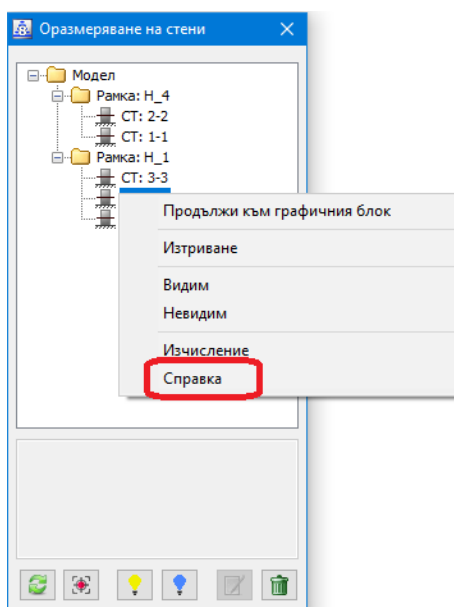 Оразмеряване на стени
Модел
Рамка: H_4
СТ: 2-2
СТ: 1-1
Рамка: H_1
СТ: 3-3
Продължи към графичния блок
Изтриване
Видим
Невидим
Изчисление
Справка